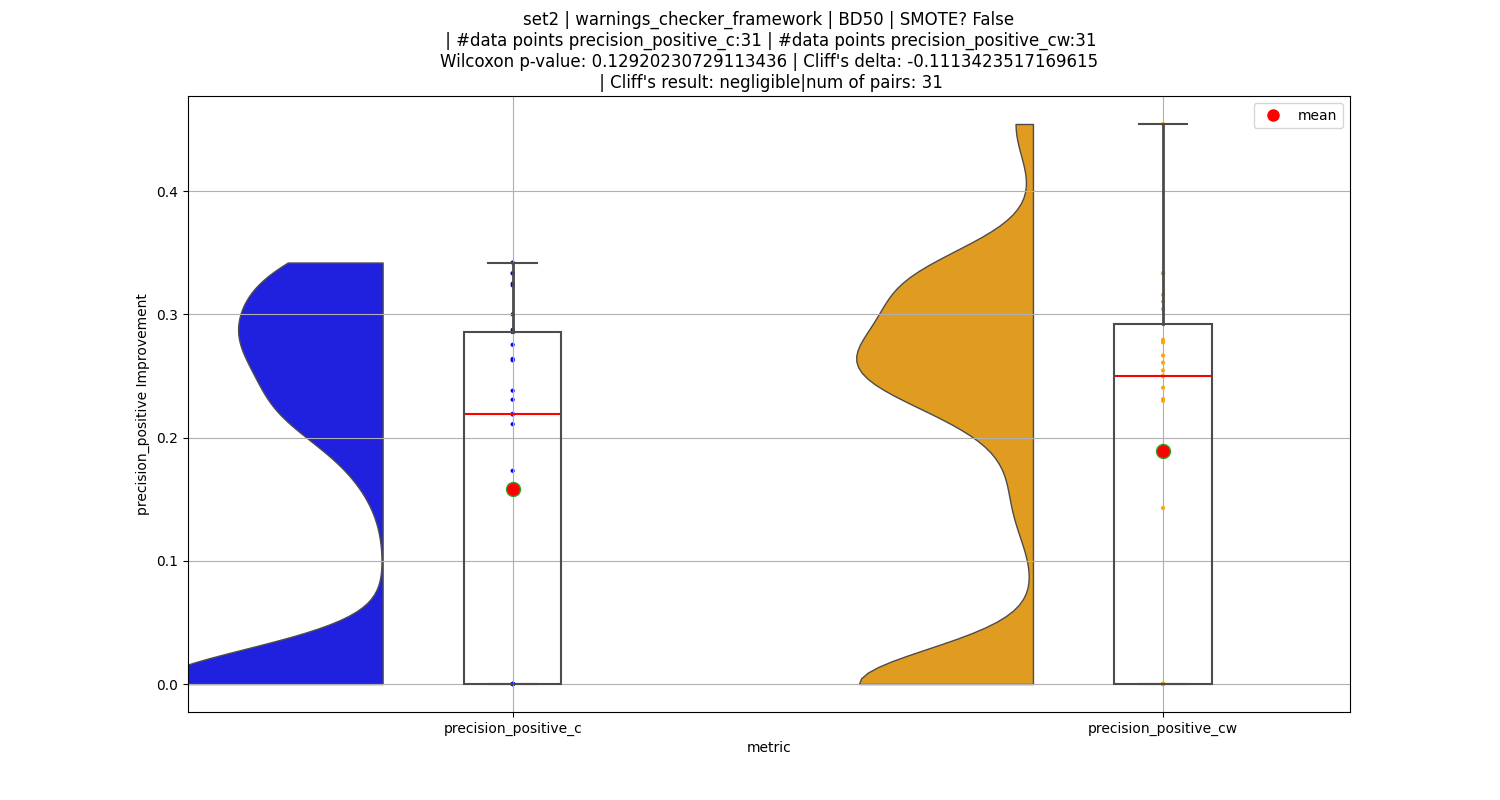 set2 | warnings_checker_framework | BD50 | SMOTE? False
| #data points precision_positive_c:31 | #data points precision_positive_cw:31
Wilcoxon p-value: 0.12920230729113436 | Cliff's delta: -0.1113423517169615
| Cliff's result: negligible|num of pairs: 31
mean
0.4
0.3
0.2
0.1
0.0
precision_positive Improvement
precision_positive_c
precision_positive_cw
metric